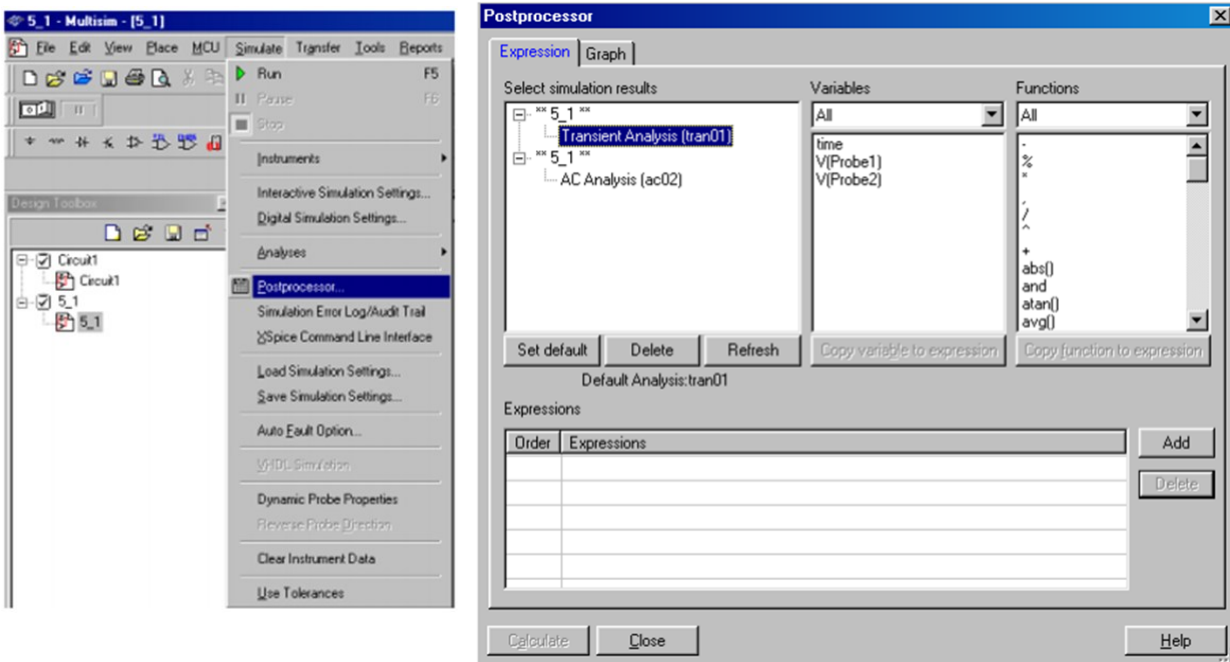 5_1 - Multisim - [5_1]
File Edit View Place MCU Simulate Transfer Tools Reports
Run F5
Pause F6
Stop
Instruments
Interactive Simulation Settings...
Digital Simulation Settings...
Analyses
Postprocessor...
Simulation Error Log/Audit Trail
XSpice Command Line Interface
Load Simulation Settings...
Save Simulation Settings...
Auto Fault Option...
VHDL Simulation
Dynamic Probe Properties
Reverse Probe Direction
Clear Instrument Data
Use Tolerances
Design Toolbox
Circuit1
Circuit1
5_1
5_1
Postprocessor
Expression Graph
Select simulation results
** 5_1 **
Transient Analysis (tran01)
** 5_1 **
AC Analysis (ac02)
Set default Delete Refresh
Default Analysis:tran01
Variables
All
time
V(Probe1)
V(Probe2)
Copy variable to expression
Functions
All
-
%
*
,
/
^
+
abs()
and
atan()
avg()
Copy function to expression
Expressions
Order Expressions
Add
Delete
Calculate Close Help